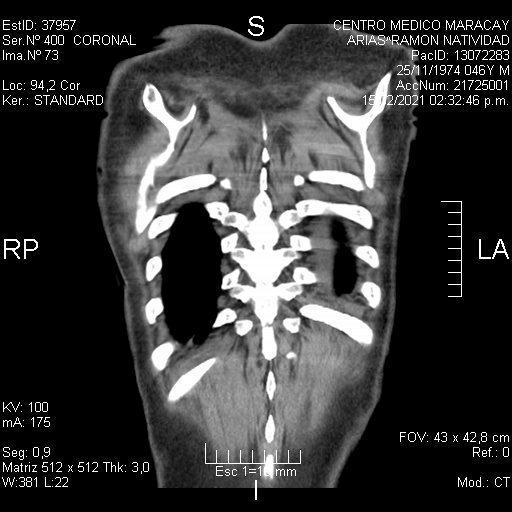 EstID: 37957
Ser.Nº 400 CORONAL
Ima.Nº 73
Loc: 94,2 Cor
Ker.: STANDARD
S
CENTRO MEDICO MARACAY
ARIAS^RAMON NATIVIDAD
PacID: 13072283
25/11/1974 046Y M
AccNum: 21725001
15/02/2021 02:32:46 p.m.
RP
LA
KV: 100
mA: 175
Seg: 0,9
Matriz 512 x 512 Thk: 3,0
W:381 L:22
Esc 1=10 mm
I
FOV: 43 x 42,8 cm
Ref.: 0
Mod.: CT